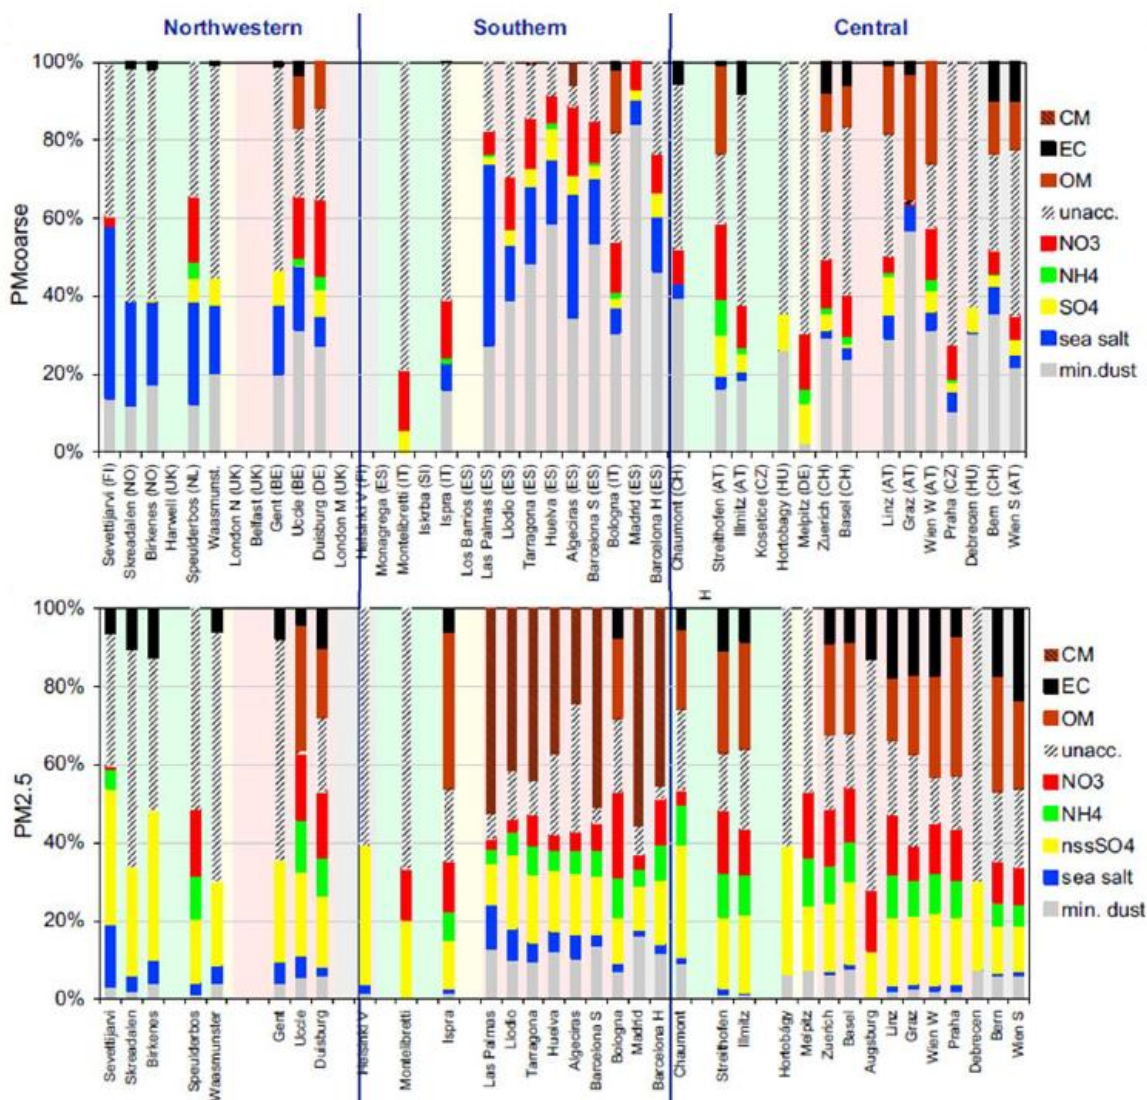 Northwestern Southern Central
PMcoarse
100%
80%
60%
40%
20%
0%
CM
EC
OM
unacc.
NO3
NH4
SO4
sea salt
min.dust
Sevettijärvi (FI)
Skreadalen (NO)
Birkenes (NO)
Harwell (UK)
Speulderbos (NL)
Waasmunst.
London N (UK)
Belfast (UK)
Gent (BE)
Uccle (BE)
Duisburg (DE)
London M (UK)
Helsinki V (FI)
Monagrega (ES)
Montelibretti (IT)
Iskrba (SI)
Ispra (IT)
Los Barrios (ES)
Las Palmas (ES)
Llodio (ES)
Tarragona (ES)
Huelva (ES)
Algeciras (ES)
Barcelona S (ES)
Bologna (IT)
Madrid (ES)
Barcelona H (ES)
Chaumont (CH)
Streithofen (AT)
Illmitz (AT)
Kosetice (CZ)
Hortobagy (HU)
Melpitz (DE)
Zuerich (CH)
Basel (CH)
Linz (AT)
Graz (AT)
Wien W (AT)
Praha (CZ)
Debrecen (HU)
Bern (CH)
Wien S (AT)
H
PM2.5
100%
80%
60%
40%
20%
0%
CM
EC
OM
unacc.
NO3
NH4
nssSO4
sea salt
min. dust
Sevettijarvi
Skreadalen
Birkenes
Speulderbos
Waasmunster
Gent
Uccle
Duisburg
Helsinki V
Montelibretti
Ispra
Las Palmas
Llodio
Tarragona
Huelva
Algeciras
Barcelona S
Bologna
Madrid
Barcelona H
Chaumont
Streithofen
Illmitz
Hortobágy
Melpitz
Zuerich
Basel
Augsburg
Linz
Graz
Wien W
Praha
Debrecen
Bern
Wien S